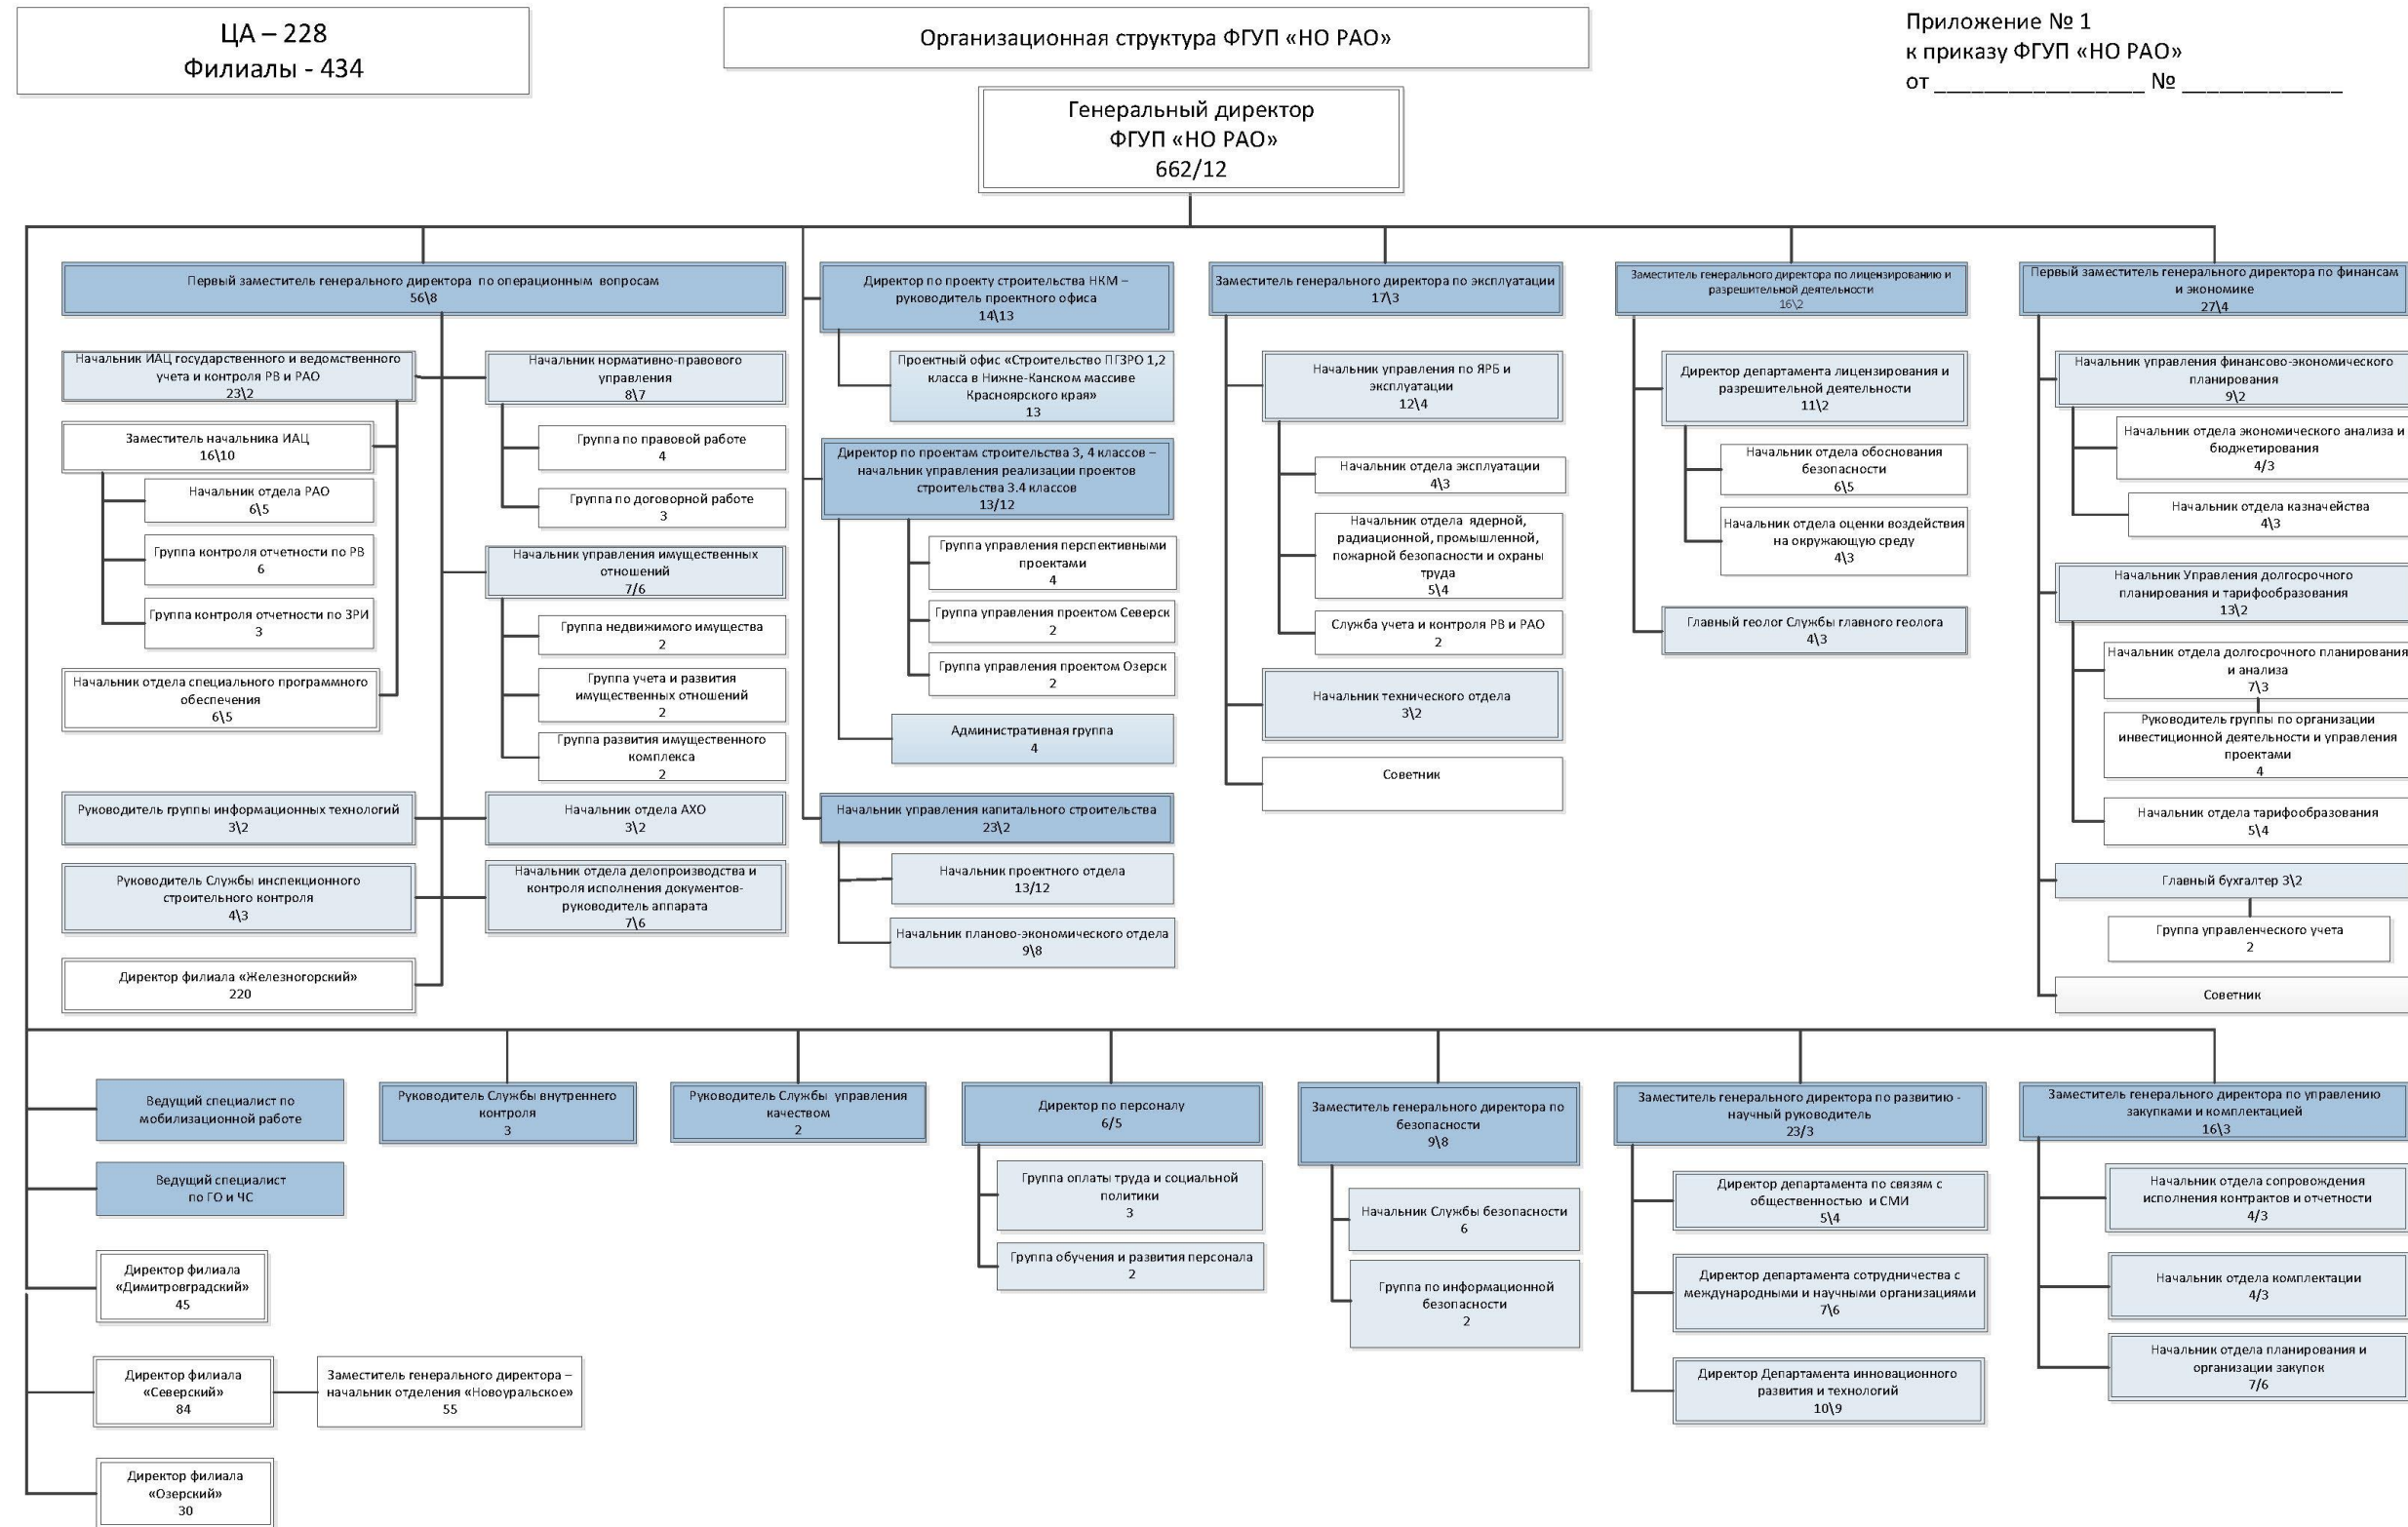 ЦА – 228
Филиалы - 434
Организационная структура ФГУП «НО РАО»
Приложение № 1
к приказу ФГУП «НО РАО»
от _________________ № _____________
Генеральный директор
ФГУП «НО РАО»
662/12
Первый заместитель генерального директора по операционным вопросам
56\8
Начальник ИАЦ государственного и ведомственного
учета и контроля РВ и РАО
23\2
Заместитель начальника ИАЦ
16\10
Начальник отдела РАО
6\5
Группа контроля отчетности по РВ
6
Группа контроля отчетности по ЗРИ
3
Начальник отдела специального программного
обеспечения
6\5
Руководитель группы информационных технологий
3\2
Руководитель Службы инспекционного
строительного контроля
4\3
Директор филиала «Железногорский»
220
Начальник нормативно-правового
управления
8\7
Группа по правовой работе
4
Группа по договорной работе
3
Начальник управления имущественных
отношений
7/6
Группа недвижимого имущества
2
Группа учета и развития
имущественных отношений
2
Группа развития имущественного
комплекса
2
Начальник отдела АХО
3\2
Начальник отдела делопроизводства и
контроля исполнения документов-
руководитель аппарата
7\6
Директор по проекту строительства НКМ –
руководитель проектного офиса
14\13
Проектный офис «Строительство ПГЗРО 1,2
класса в Нижне-Канском массиве
Красноярского края»
13
Директор по проектам строительства 3, 4 классов –
начальник управления реализации проектов
строительства 3.4 классов
13/12
Группа управления перспективными
проектами
4
Группа управления проектом Северск
2
Группа управления проектом Озерск
2
Административная группа
4
Начальник управления капитального строительства
23\2
Начальник проектного отдела
13/12
Начальник планово-экономического отдела
9\8
Заместитель генерального директора по эксплуатации
17\3
Начальник управления по ЯРБ и
эксплуатации
12\4
Начальник отдела эксплуатации
4\3
Начальник отдела ядерной,
радиационной, промышленной,
пожарной безопасности и охраны
труда
5\4
Служба учета и контроля РВ и РАО
2
Начальник технического отдела
3\2
Советник
Заместитель генерального директора по лицензированию и
разрешительной деятельности
16\2
Директор департамента лицензирования и
разрешительной деятельности
11\2
Начальник отдела обоснования
безопасности
6\5
Начальник отдела оценки воздействия
на окружающую среду
4\3
Главный геолог Службы главного геолога
4\3
Первый заместитель генерального директора по финансам
и экономике
27\4
Начальник управления финансово-экономического
планирования
9\2
Начальник отдела экономического анализа и
бюджетирования
4/3
Начальник отдела казначейства
4\3
Начальник Управления долгосрочного
планирования и тарифообразования
13\2
Начальник отдела долгосрочного планирования
и анализа
7\3
Руководитель группы по организации
инвестиционной деятельности и управления
проектами
4
Начальник отдела тарифообразования
5\4
Главный бухгалтер 3\2
Группа управленческого учета
2
Советник
Ведущий специалист по
мобилизационной работе
Ведущий специалист
по ГО и ЧС
Директор филиала
«Димитровградский»
45
Директор филиала
«Северский»
84
Заместитель генерального директора –
начальник отделения «Новоуральское»
55
Директор филиала
«Озерский»
30
Руководитель Службы внутреннего
контроля
3
Руководитель Службы управления
качеством
2
Директор по персоналу
6/5
Группа оплаты труда и социальной
политики
3
Группа обучения и развития персонала
2
Заместитель генерального директора по
безопасности
9\8
Начальник Службы безопасности
6
Группа по информационной
безопасности
2
Заместитель генерального директора по развитию -
научный руководитель
23/3
Директор департамента по связям с
общественностью и СМИ
5\4
Директор департамента сотрудничества с
международными и научными организациями
7\6
Директор Департамента инновационного
развития и технологий
10\9
Заместитель генерального директора по управлению
закупками и комплектацией
16\3
Начальник отдела сопровождения
исполнения контрактов и отчетности
4/3
Начальник отдела комплектации
4/3
Начальник отдела планирования и
организации закупок
7/6